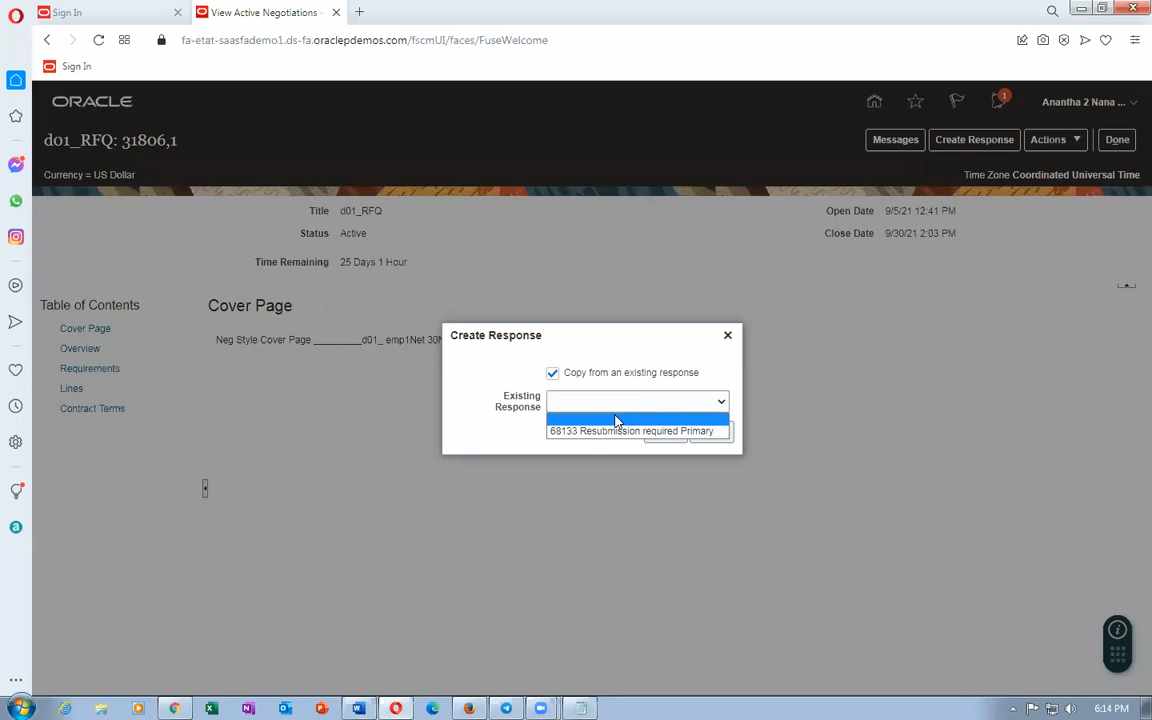 Sign In
View Active Negotiations -
fa-etat-saasfademo1.ds-fa.oraclepdemos.com/fscmUI/faces/FuseWelcome
Sign In
ORACLE
1
Anantha 2 Nana ...
d01_RFQ: 31806,1
Messages
Create Response
Actions
Done
Currency = US Dollar
Time Zone Coordinated Universal Time
Title d01_RFQ
Open Date 9/5/21 12:41 PM
Status Active
Close Date 9/30/21 2:03 PM
Time Remaining 25 Days 1 Hour
Table of Contents
Cover Page
Overview
Requirements
Lines
Contract Terms
Cover Page
Neg Style Cover Page __________d01_ emp1Net 30N
Create Response
Copy from an existing response
Existing
Response
68133 Resubmission required Primary
6:14 PM